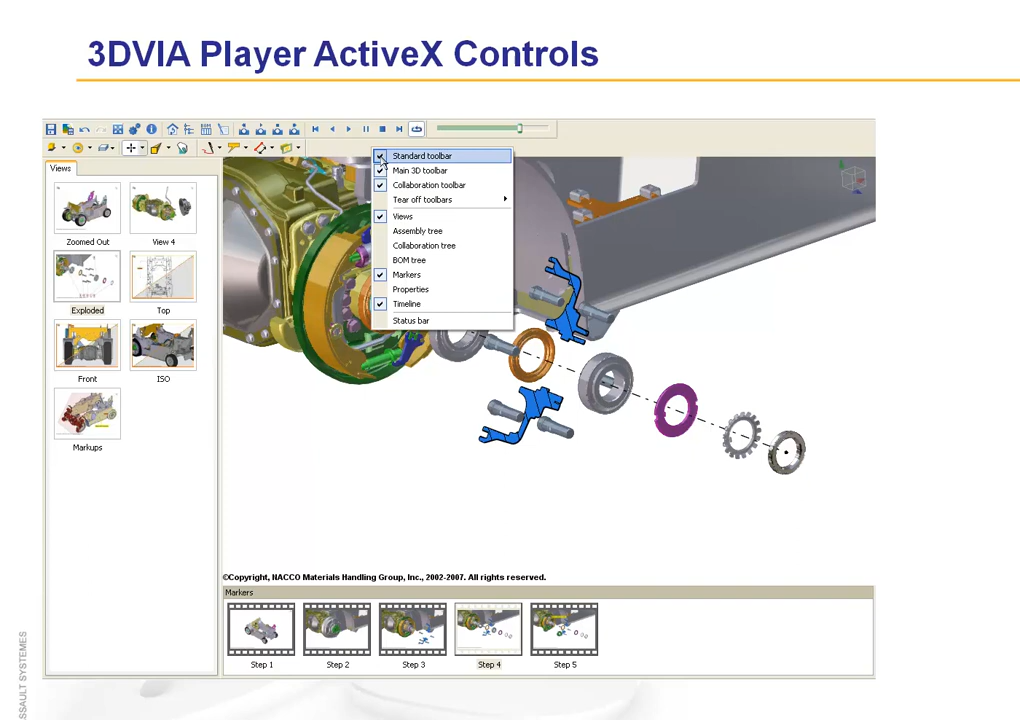 3DVIA Player ActiveX Controls
Standard toolbar
Main 3D toolbar
Collaboration toolbar
Tear off toolbars
Views
Assembly tree
Collaboration tree
BOM tree
Markers
Properties
Timeline
Status bar
Views
Zoomed Out
View 4
Exploded
Top
Front
ISO
Markups
©Copyright, NACCO Materials Handling Group, Inc., 2002-2007. All rights reserved.
Markers
Step 1
Step 2
Step 3
Step 4
Step 5
SSAULT SYSTEMES